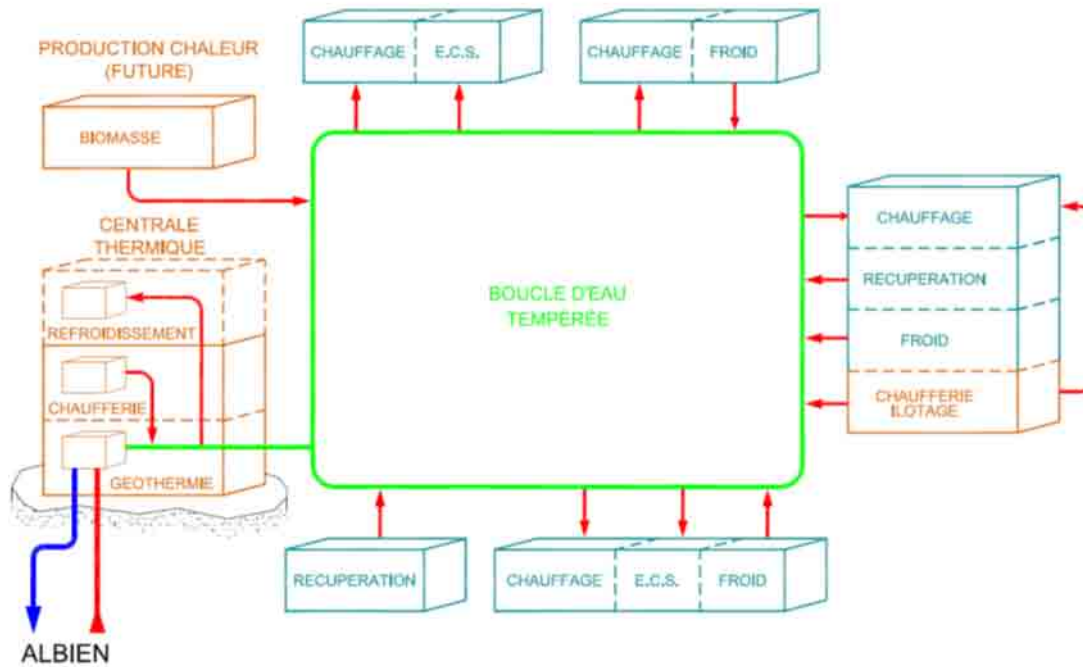 PRODUCTION CHALEUR
(FUTURE)
BIOMASSE
CHAUFFAGE
E.C.S.
CHAUFFAGE
FROID
CENTRALE
THERMIQUE
REFROIDISSEMENT
CHAUFFERIE
GEOTHERMIE
ALBIEN
BOUCLE D'EAU
TEMPÉRÉE
CHAUFFAGE
RECUPERATION
FROID
CHAUFFERIE
ILOTAGE
RECUPERATION
CHAUFFAGE
E.C.S.
FROID